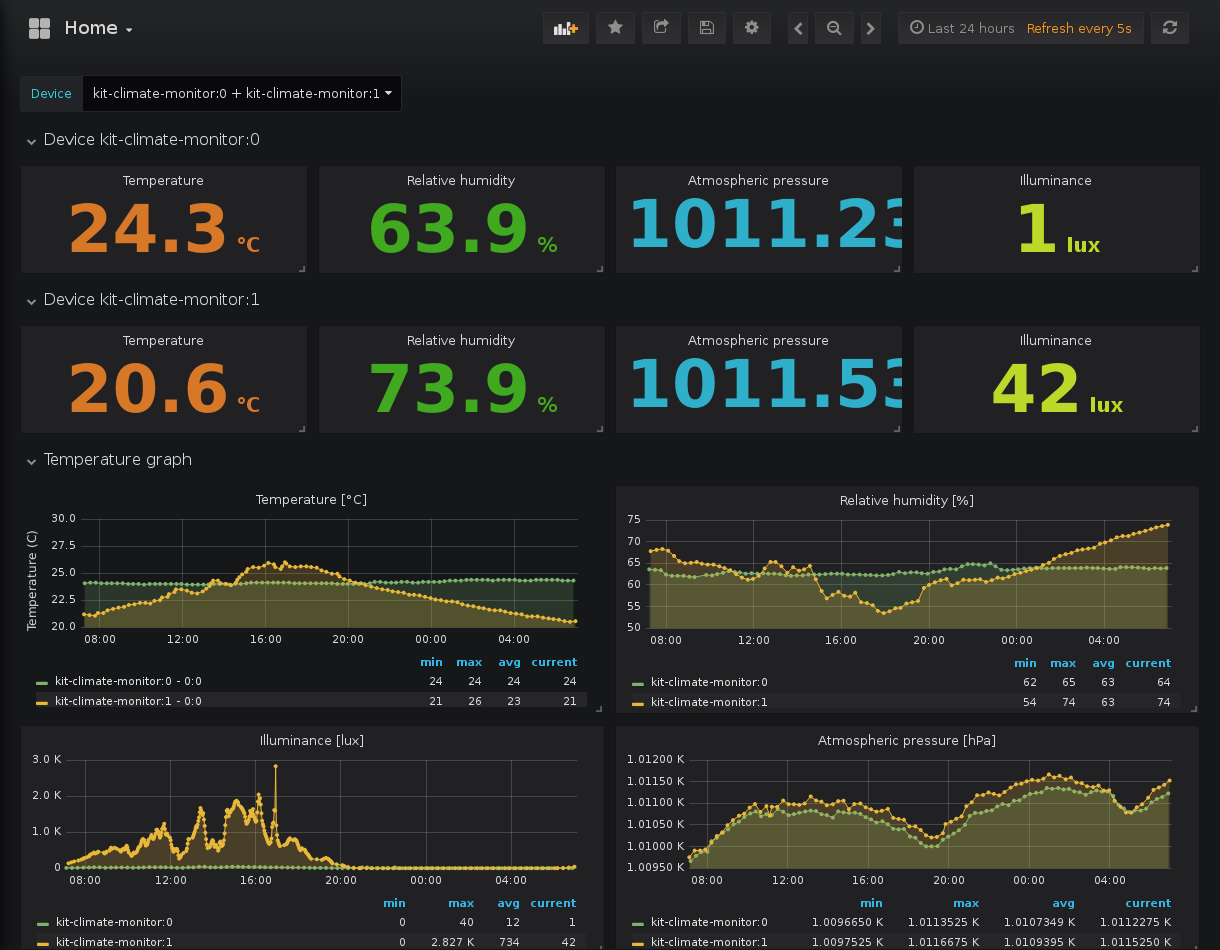 Home
Last 24 hours Refresh every 5s
Device kit-climate-monitor:0 + kit-climate-monitor:1
Device kit-climate-monitor:0
Temperature Relative humidity Atmospheric pressure Illuminance
24.3 °C 63.9 % 1011.23 1 lux
Device kit-climate-monitor:1
Temperature Relative humidity Atmospheric pressure Illuminance
20.6 °C 73.9 % 1011.53 42 lux
Temperature graph
Temperature [°C]
Temperature (C)
30.0
27.5
25.0
22.5
20.0
08:00 12:00 16:00 20:00 00:00 04:00
min max avg current
kit-climate-monitor:0 - 0:0 24 24 24 24
kit-climate-monitor:1 - 0:0 21 26 23 21
Relative humidity [%]
75
70
65
60
55
50
08:00 12:00 16:00 20:00 00:00 04:00
min max avg current
kit-climate-monitor:0 62 65 63 64
kit-climate-monitor:1 54 74 63 74
Illuminance [lux]
3.0 K
2.0 K
1.0 K
0
08:00 12:00 16:00 20:00 00:00 04:00
min max avg current
kit-climate-monitor:0 0 40 12 1
kit-climate-monitor:1 0 2.827 K 734 42
Atmospheric pressure [hPa]
1.01200 K
1.01150 K
1.01100 K
1.01050 K
1.01000 K
1.00950 K
08:00 12:00 16:00 20:00 00:00 04:00
min max avg current
kit-climate-monitor:0 1.0096650 K 1.0113525 K 1.0107349 K 1.0112275 K
kit-climate-monitor:1 1.0097525 K 1.0116675 K 1.0109395 K 1.0115250 K